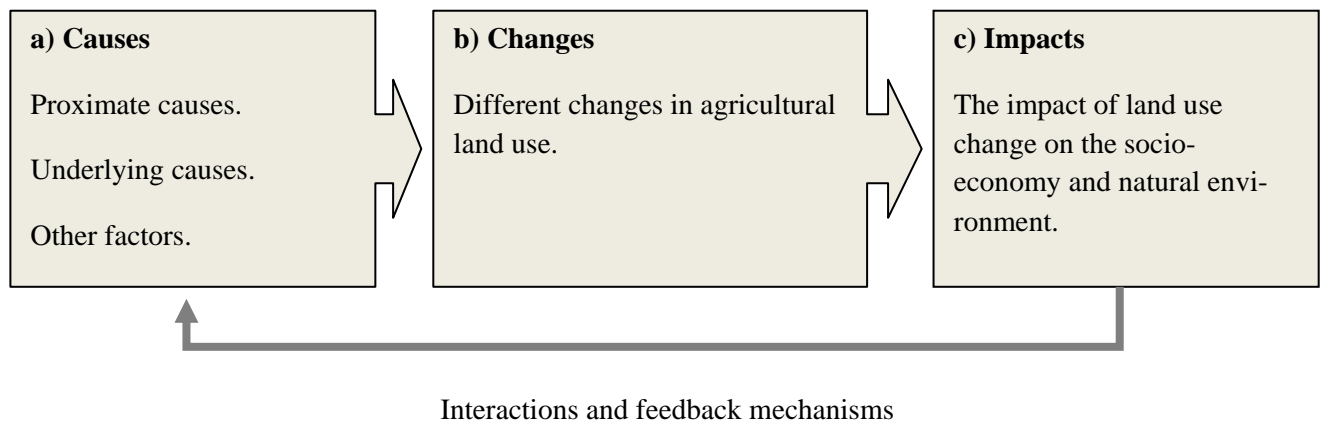 a) Causes
Proximate causes.
Underlying causes.
Other factors.
b) Changes
Different changes in agricultural
land use.
c) Impacts
The impact of land use
change on the socio-
economy and natural envi-
ronment.
Interactions and feedback mechanisms